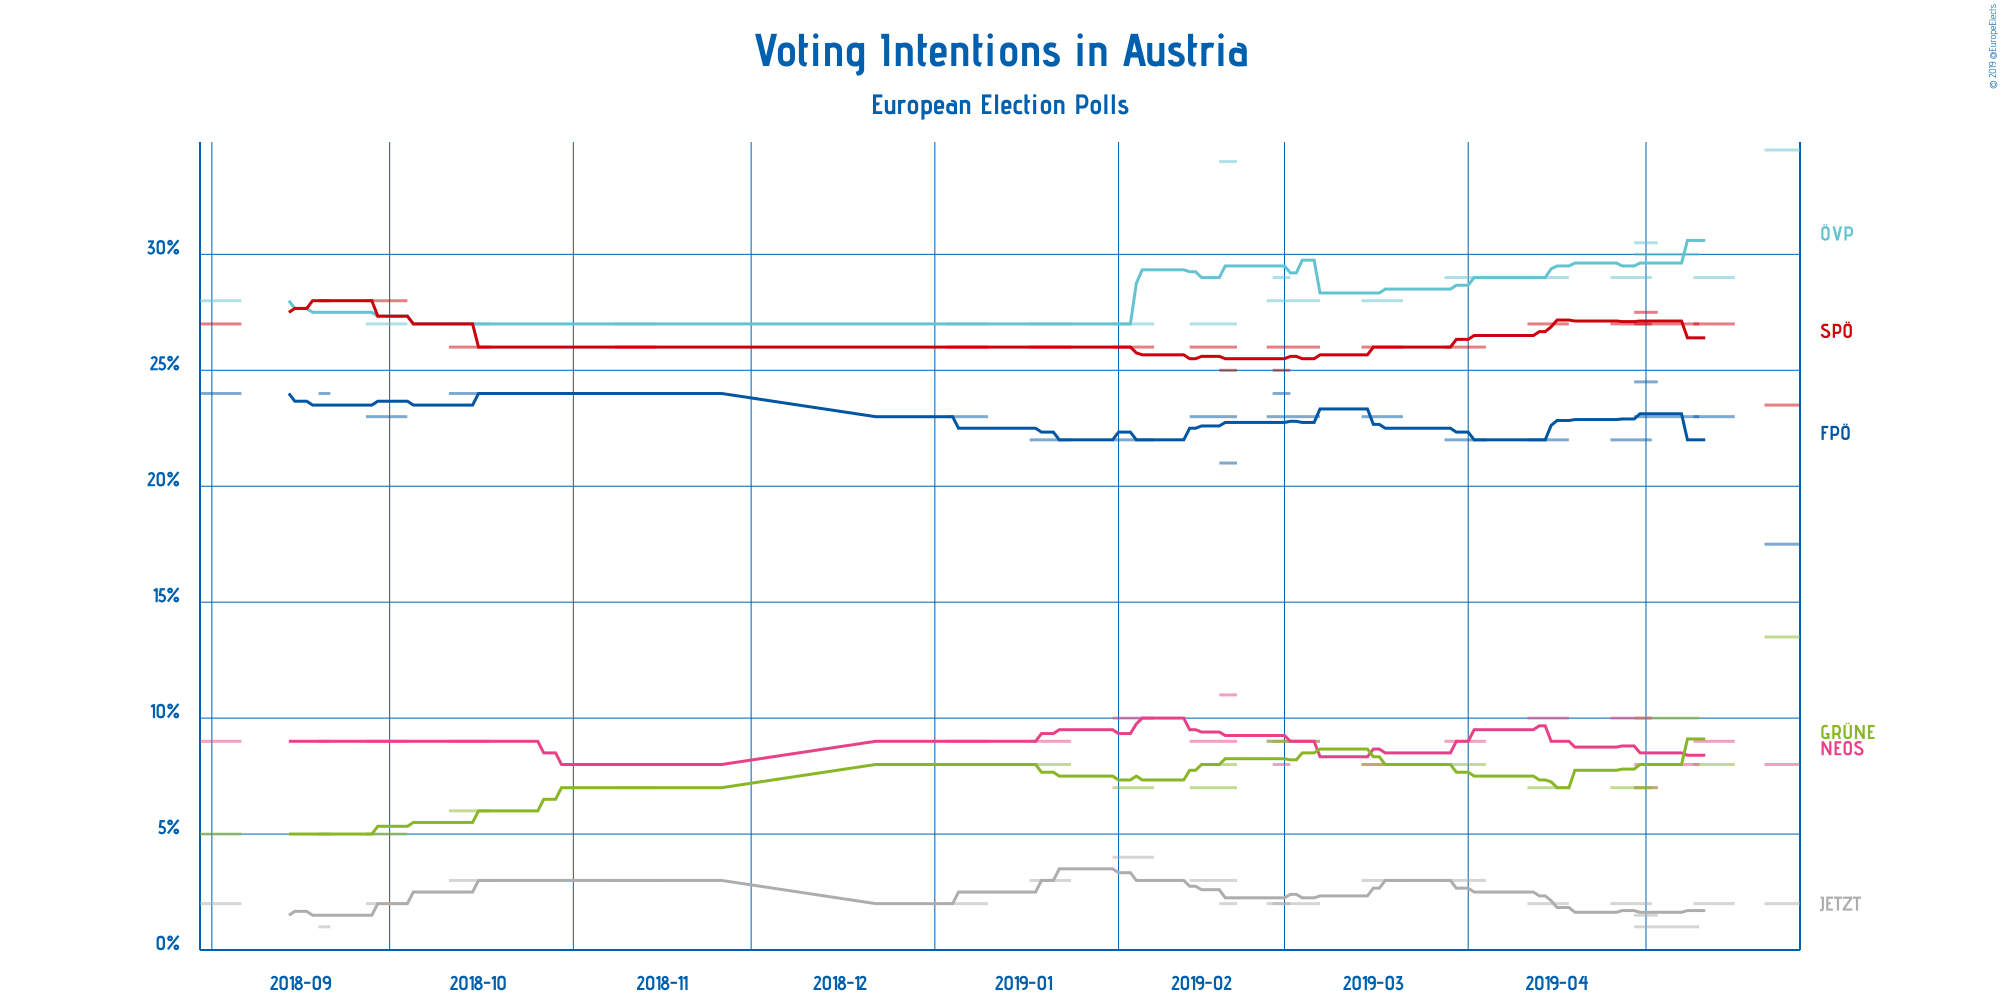 Voting Intentions in Austria
European Election Polls
© 2019 @EuropeElects
30%
25%
20%
15%
10%
5%
0%
ÖVP
SPÖ
FPÖ
GRÜNE
NEOS
JETZT
2018-09
2018-10
2018-11
2018-12
2019-01
2019-02
2019-03
2019-04